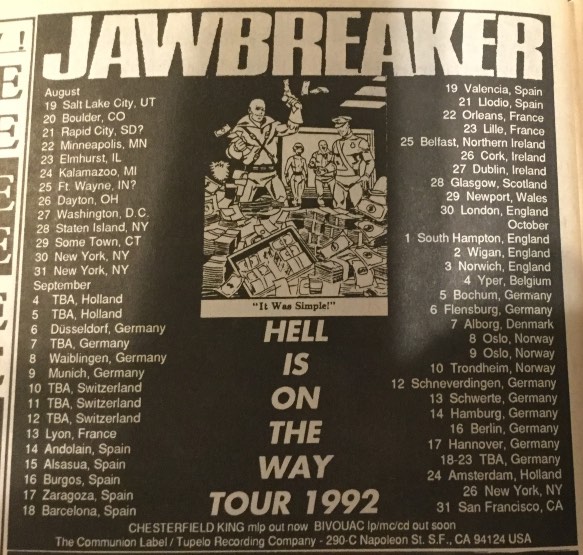 JAWBREAKER
August
19 Salt Lake City, UT
20 Boulder, CO
21 Rapid City, SD?
22 Minneapolis, MN
23 Elmhurst, IL
24 Kalamazoo, MI
25 Ft Wayne, IN?
26 Dayton, OH
27 Washington, D.C.
28 Staten Island, NY
29 Some Town, CT
30 New York, NY
31 New York, NY
September
4 TBA, Holland
5 TBA, Holland
6 Düsseldorf, Germany
7 TBA, Germany
8 Waiblingen, Germany
9 Munich, Germany
10 TBA, Switzerland
11 TBA, Switzerland
12 TBA, Switzerland
13 Lyon, France
14 Andolain, Spain
15 Alsasua, Spain
16 Burgos, Spain
17 Zaragoza, Spain
18 Barcelona, Spain
"It Was Simple!"
HELL
IS
ON
THE
WAY
TOUR 1992
19 Valencia, Spain
21 Llodio, Spain
22 Orleans, France
23 Lille, France
25 Belfast, Northern Ireland
26 Cork, Ireland
27 Dublin, Ireland
28 Glasgow, Scotland
29 Newport, Wales
30 London, England
October
1 South Hampton, England
2 Wigan, England
3 Norwich, England
4 Yper, Belgium
5 Bochum, Germany
6 Flensburg, Germany
7 Alborg, Denmark
8 Oslo, Norway
9 Oslo, Norway
10 Trondheim, Norway
12 Schneverdingen, Germany
13 Schwerte, Germany
14 Hamburg, Germany
16 Berlin, Germany
17 Hannover, Germany
18-23 TBA, Germany
24 Amsterdam, Holland
26 New York, NY
31 San Francisco, CA
CHESTERFIELD KING mlp out now BIVOUAC lp/mc/cd out soon
The Communion Label / Tupelo Recording Company - 290-C Napoleon St. S.F., CA 94124 USA